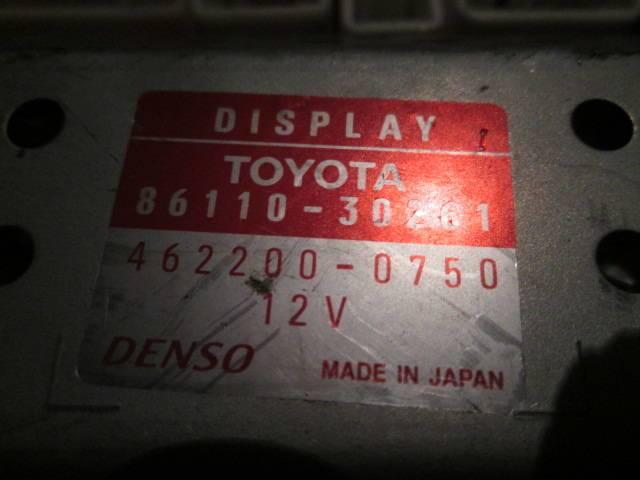 DISPLAY
TOYOTA
86110-30261
462200-0750
12V
DENSO
MADE IN JAPAN